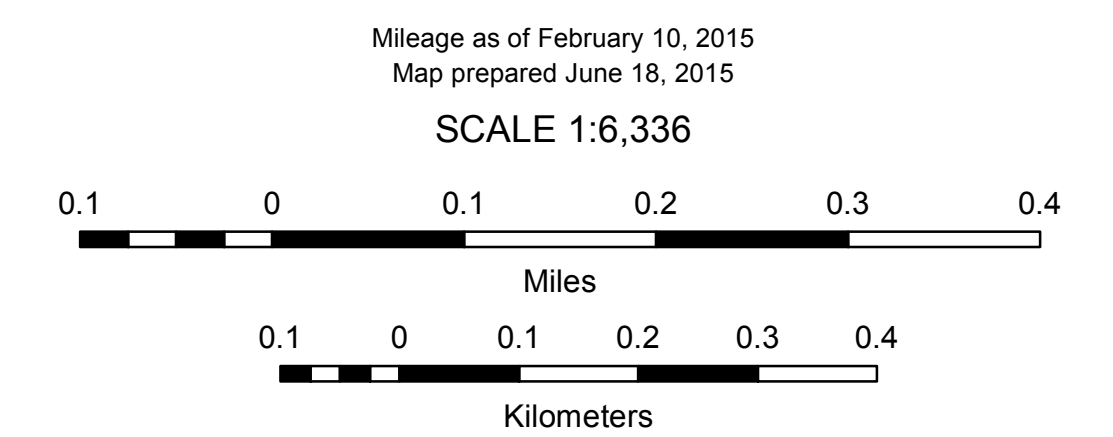 Mileage as of February 10, 2015
Map prepared June 18, 2015
SCALE 1:6,336
0.1 0 0.1 0.2 0.3 0.4
Miles
0.1 0 0.1 0.2 0.3 0.4
Kilometers